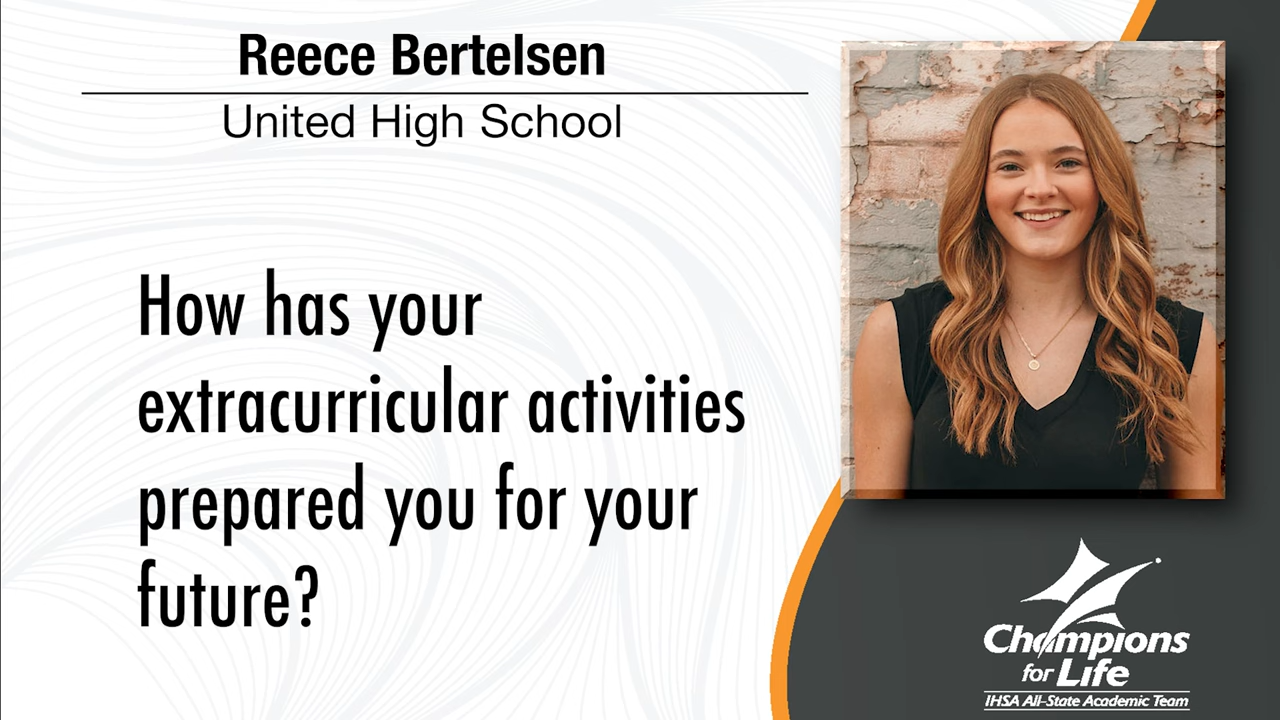 Reece Bertelsen
United High School
How has your
extracurricular activities
prepared you for your
future?
Champions
for Life
IHSA All-State Academic Team